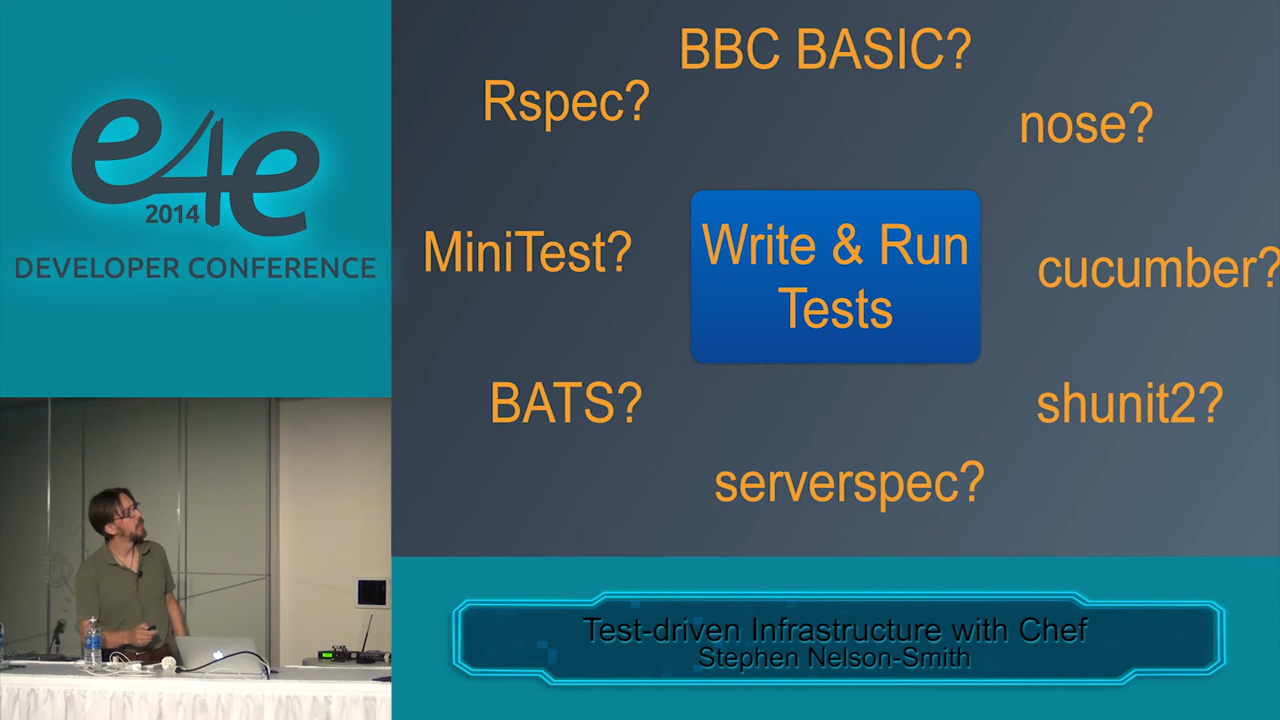 e4e
2014
DEVELOPER CONFERENCE
BBC BASIC?
Rspec?
nose?
MiniTest?
Write & Run
Tests
cucumber?
BATS?
shunit2?
serverspec?
Test-driven Infrastructure with Chef
Stephen Nelson-Smith